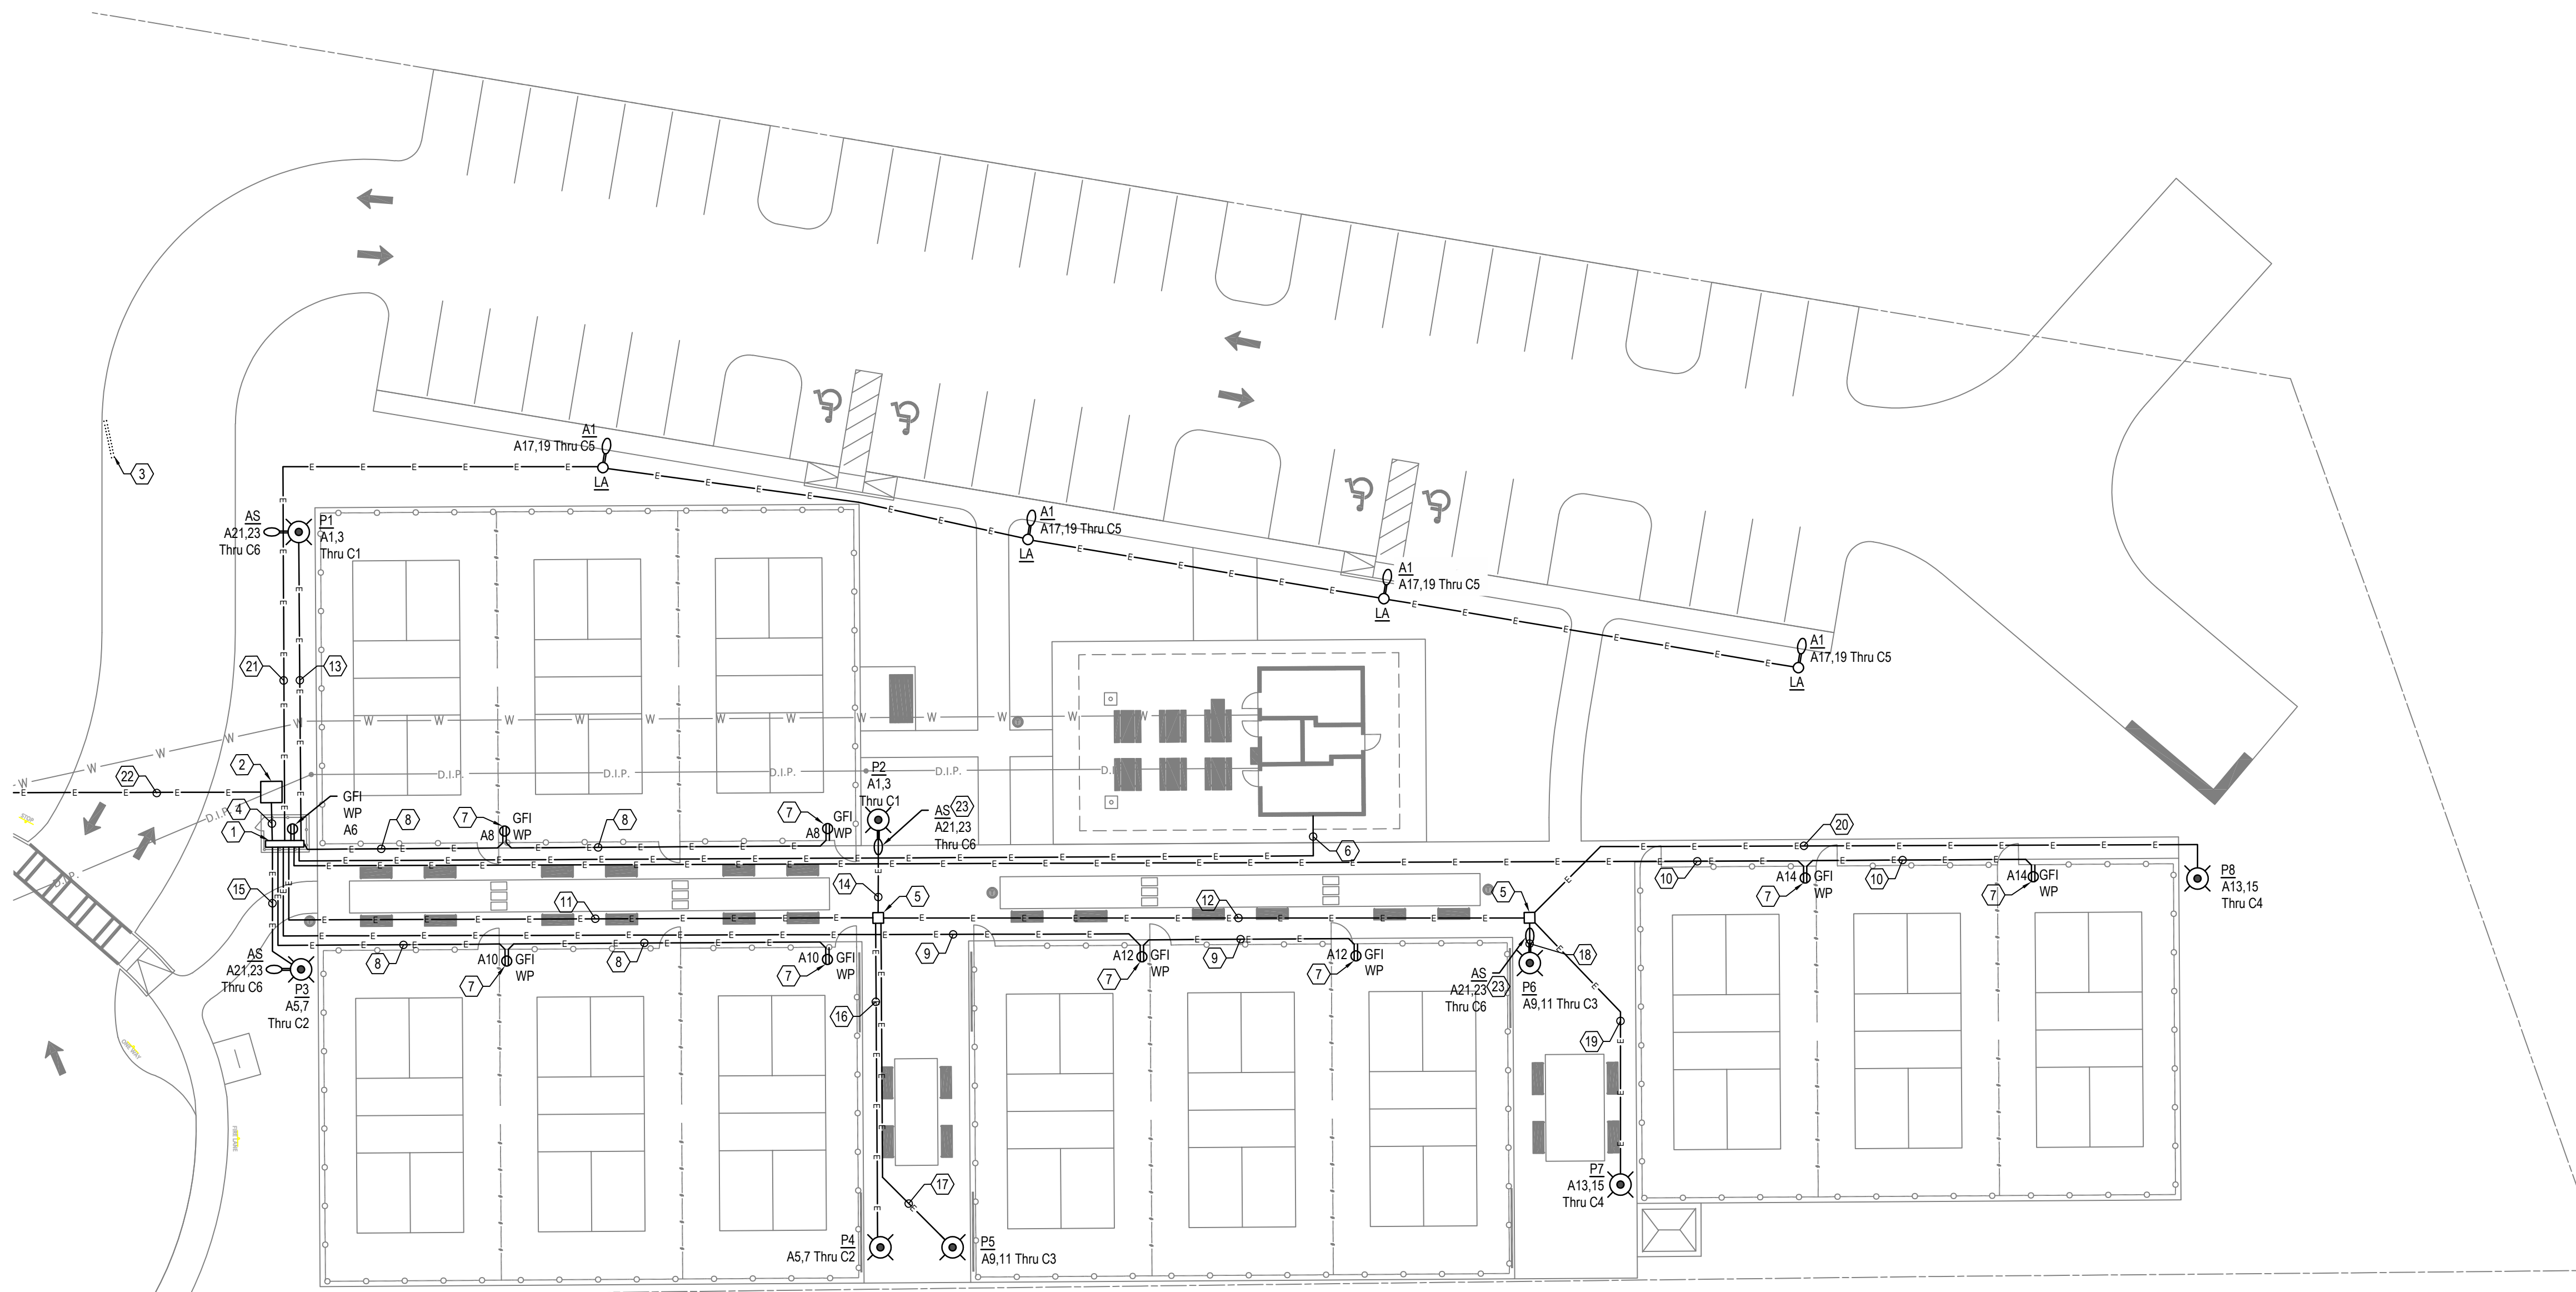 A1
A17,19 Thru C5
LA
3
A1
A17,19 Thru C5
LA
AS
A21,23
Thru C6
P1
A1,3
Thru C1
A1
A17,19 Thru C5
LA
A1
A17,19 Thru C5
LA
21
13
W W W W W W W W W W W W
W W W W
D.I.P. D.I.P. D.I.P. D.I.P.
2
22
E E E E E
D.I.P.
4
GFI
WP
A6
1
STOP
8
7
GFI
WP
A8
8
7
GFI
WP
A8
P2
A1,3
Thru C1
AS
23
A21,23
Thru C6
6
20
10
7
A14
GFI
WP
10
7
A14
GFI
WP
P8
A13,15
Thru C4
D.I.P.
15
11
14
5
12
5
AS
A21,23
Thru C6
P3
A5,7
Thru C2
8
7
A10
GFI
WP
8
7
A10
GFI
WP
9
7
A12
GFI
WP
9
7
A12
GFI
WP
18
AS
A21,23
Thru C6
23
P6
A9,11 Thru C3
16
19
ONE WAY
FIRE LANE
17
P4
A5,7 Thru C2
P5
A9,11 Thru C3
P7
A13,15
Thru C4